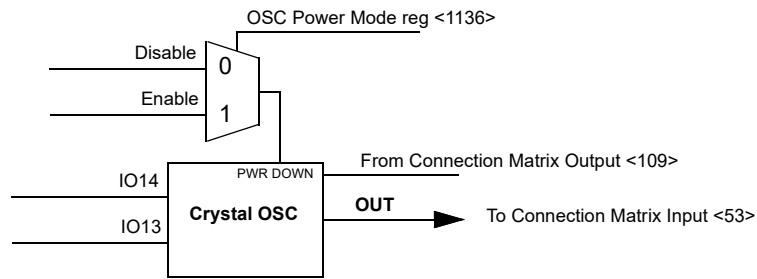 OSC Power Mode reg <1136>
Disable
0
Enable
1
PWR DOWN
From Connection Matrix Output <109>
IO14
Crystal OSC
OUT
To Connection Matrix Input <53>
IO13